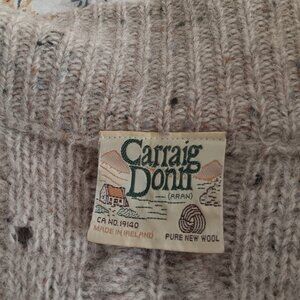 Carraig
Donn
(ARAN)
CA NO. 19140
MADE IN IRELAND
PURE NEW WOOL